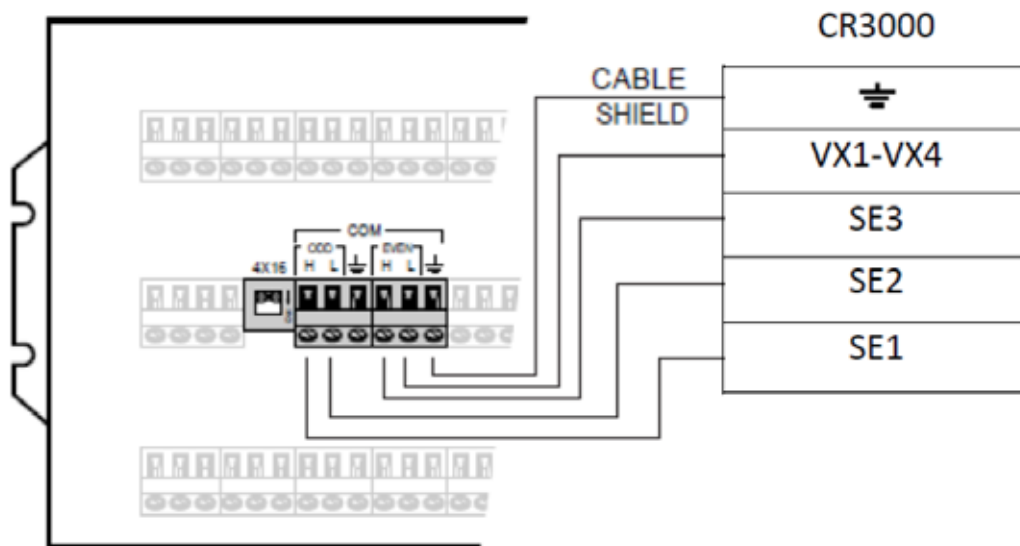 CR3000
CABLE
SHIELD
VX1-VX4
SE3
SE2
SE1
COM
ODD
EVEN
4X16
H L
H L